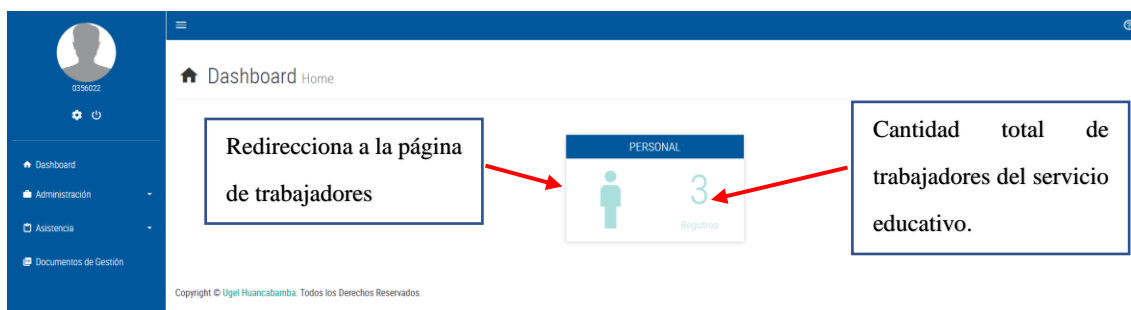 0356022
Dashboard
Administración
Asistencia
Documentos de Gestión
Dashboard Home
Redirecciona a la página
de trabajadores
PERSONAL
3
Registros
Cantidad total de
trabajadores del servicio
educativo.
Copyright © Ugel Huancabamba. Todos los Derechos Reservados.